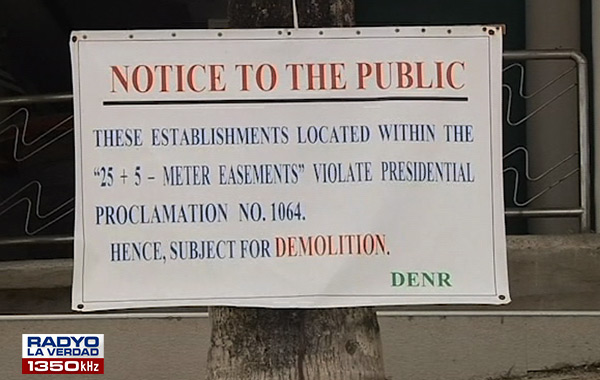 NOTICE TO THE PUBLIC
THESE ESTABLISHMENTS LOCATED WITHIN THE
“25 + 5 – METER EASEMENTS” VIOLATE PRESIDENTIAL
PROCLAMATION NO. 1064.
HENCE, SUBJECT FOR DEMOLITION.
DENR
RADYO
LA VERDAD
1350kHz